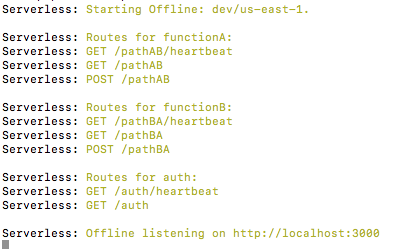 Serverless: Starting Offline: dev/us-east-1.
Serverless: Routes for functionA:
Serverless: GET /pathAB/heartbeat
Serverless: GET /pathAB
Serverless: POST /pathAB
Serverless: Routes for functionB:
Serverless: GET /pathBA/heartbeat
Serverless: GET /pathBA
Serverless: POST /pathBA
Serverless: Routes for auth:
Serverless: GET /auth/heartbeat
Serverless: GET /auth
Serverless: Offline listening on http://localhost:3000